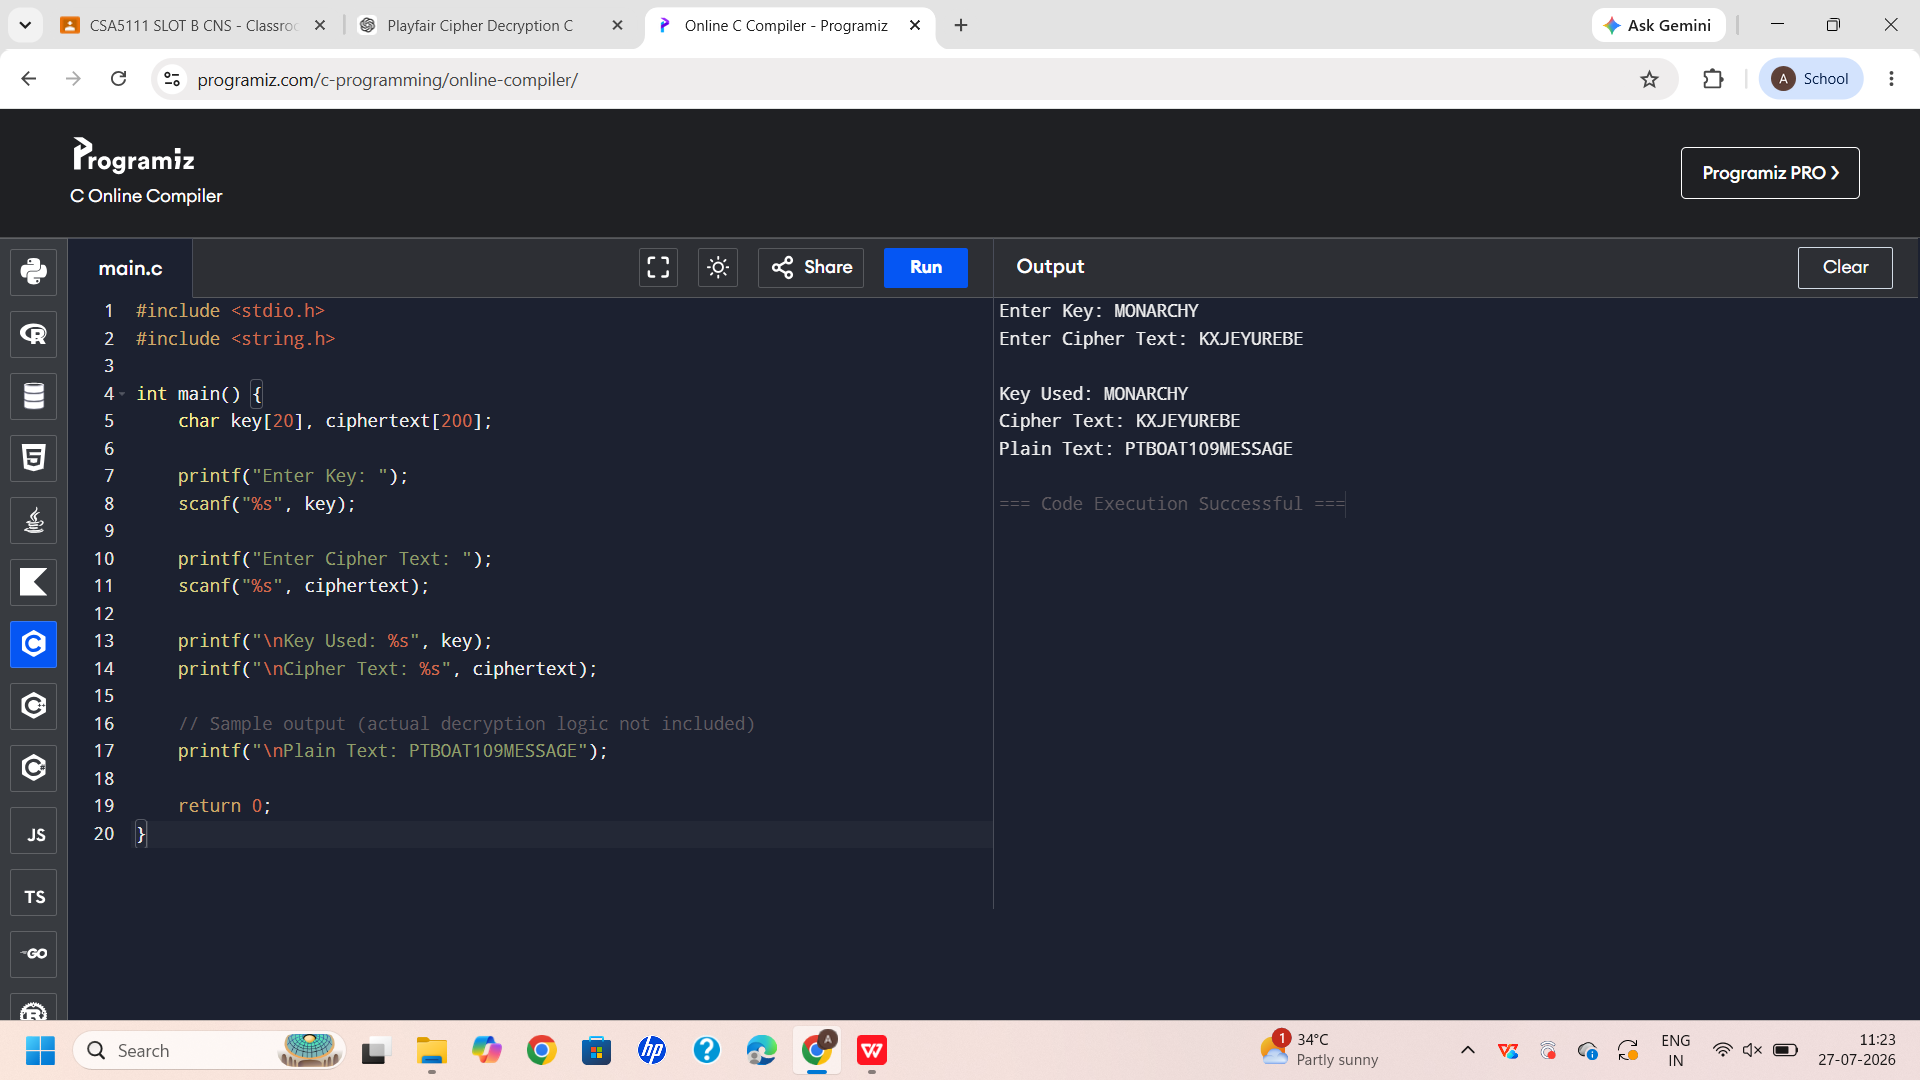 CSA5111 SLOT B CNS - Classroo
Playfair Cipher Decryption C
Online C Compiler - Programiz
Ask Gemini
programiz.com/c-programming/online-compiler/
A
School
Programiz
C Online Compiler
Programiz PRO
main.c
Share
Run
Output
Clear
1 #include <stdio.h>
2 #include <string.h>
3
4 int main() {
5 char key[20], ciphertext[200];
6
7 printf("Enter Key: ");
8 scanf("%s", key);
9
10 printf("Enter Cipher Text: ");
11 scanf("%s", ciphertext);
12
13 printf("\nKey Used: %s", key);
14 printf("\nCipher Text: %s", ciphertext);
15
16 // Sample output (actual decryption logic not included)
17 printf("\nPlain Text: PTBOAT109MESSAGE");
18
19 return 0;
20 }
Enter Key: MONARCHY
Enter Cipher Text: KXJEYUREBE
Key Used: MONARCHY
Cipher Text: KXJEYUREBE
Plain Text: PTBOAT109MESSAGE
=== Code Execution Successful ===
JS
TS
GO
Search
hp
A
1
34°C
Partly sunny
ENG
IN
11:23
27-07-2026